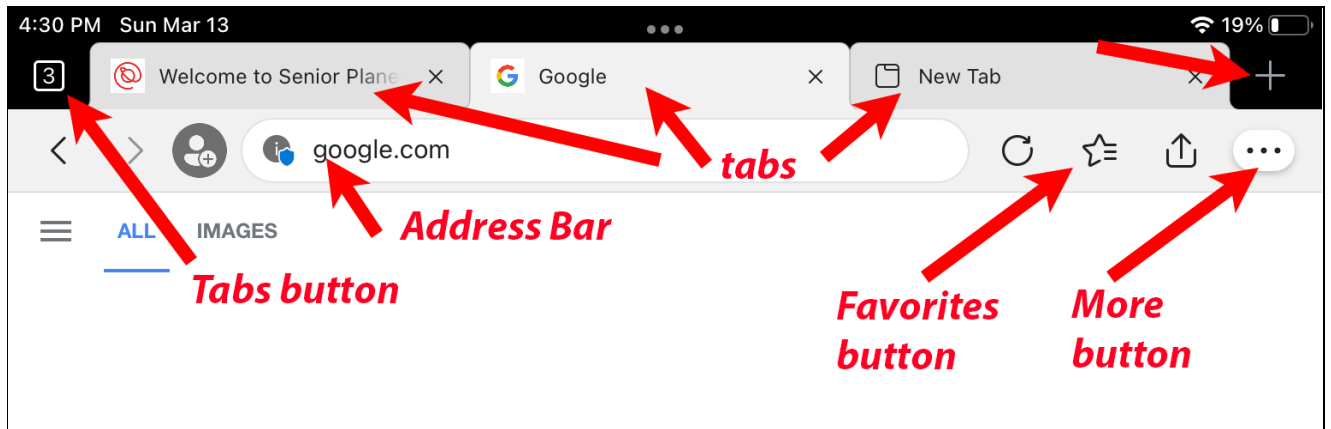 4:30 PM Sun Mar 13
19%
3
Welcome to Senior Plane
Google
New Tab
google.com
tabs
ALL IMAGES
Address Bar
Tabs button
Favorites
button
More
button